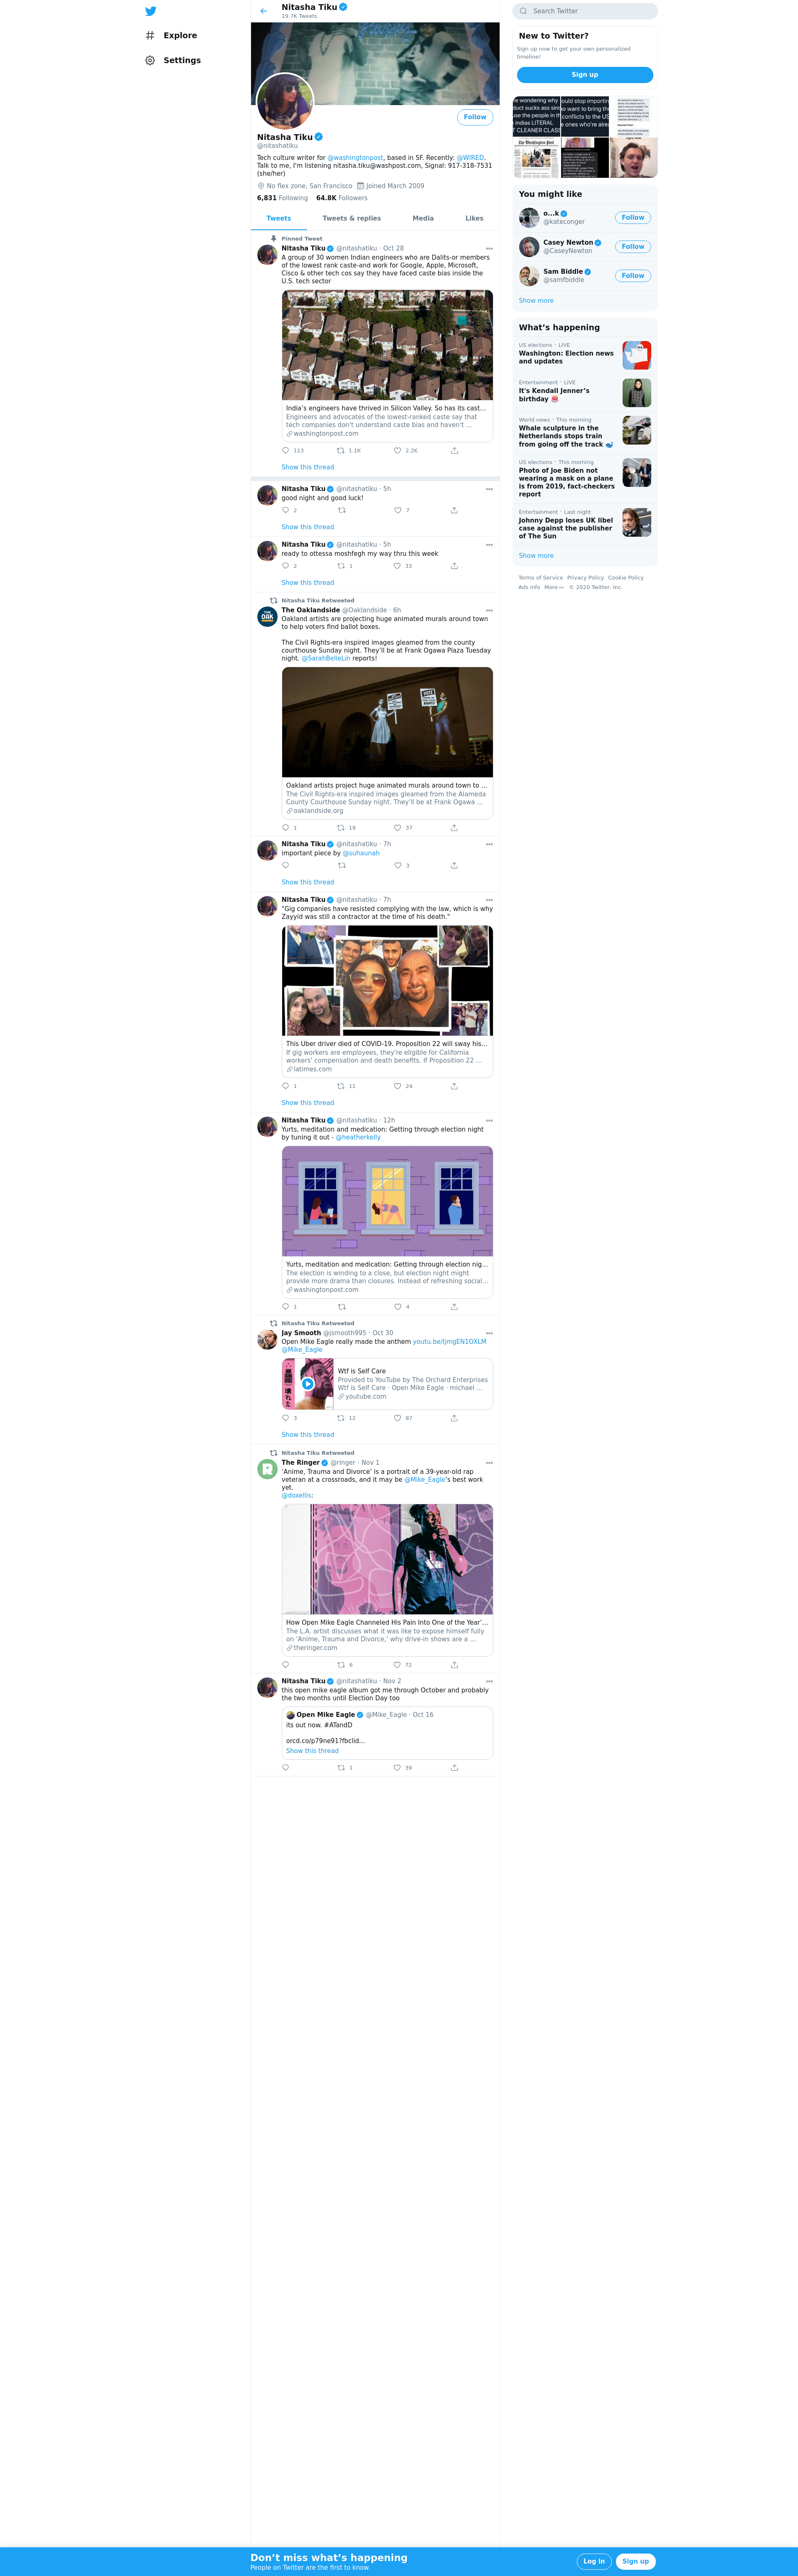 Explore
Settings
Nitasha Tiku
19.7K Tweets
Follow
Nitasha Tiku
@nitashatiku
Tech culture writer for @washingtonpost, based in SF. Recently: @WIRED.
Talk to me, I'm listening nitasha.tiku@washpost.com, Signal: 917-318-7531
(she/her)
No flex zone, San Francisco Joined March 2009
6,831 Following 64.8K Followers
Tweets Tweets & replies Media Likes
Pinned Tweet
Nitasha Tiku @nitashatiku · Oct 28
A group of 30 women Indian engineers who are Dalits-or members
of the lowest rank caste-and work for Google, Apple, Microsoft,
Cisco & other tech cos say they have faced caste bias inside the
U.S. tech sector
India's engineers have thrived in Silicon Valley. So has its cast...
Engineers and advocates of the lowest-ranked caste say that
tech companies don't understand caste bias and haven't ...
washingtonpost.com
113 1.1K 2.2K
Show this thread
Nitasha Tiku @nitashatiku · 5h
good night and good luck!
2 7
Show this thread
Nitasha Tiku @nitashatiku · 5h
ready to ottessa moshfegh my way thru this week
2 1 33
Show this thread
Nitasha Tiku Retweeted
The Oaklandside @Oaklandside · 6h
Oakland artists are projecting huge animated murals around town
to help voters find ballot boxes.
The Civil Rights-era inspired images gleamed from the county
courthouse Sunday night. They'll be at Frank Ogawa Plaza Tuesday
night. @SarahBelleLin reports!
Oakland artists project huge animated murals around town to ...
The Civil Rights-era inspired images gleamed from the Alameda
County Courthouse Sunday night. They'll be at Frank Ogawa ...
oaklandside.org
1 19 37
Nitasha Tiku @nitashatiku · 7h
important piece by @suhaunah
3
Show this thread
Nitasha Tiku @nitashatiku · 7h
"Gig companies have resisted complying with the law, which is why
Zayyid was still a contractor at the time of his death."
This Uber driver died of COVID-19. Proposition 22 will sway his...
If gig workers are employees, they're eligible for California
workers' compensation and death benefits. If Proposition 22 ...
latimes.com
1 11 24
Show this thread
Nitasha Tiku @nitashatiku · 12h
Yurts, meditation and medication: Getting through election night
by tuning it out - @heatherkelly
Yurts, meditation and medication: Getting through election nig...
The election is winding to a close, but election night might
provide more drama than closures. Instead of refreshing social...
washingtonpost.com
1 4
Nitasha Tiku Retweeted
Jay Smooth @jsmooth995 · Oct 30
Open Mike Eagle really made the anthem youtu.be/IjmgEN1OXLM
@Mike_Eagle
Wtf is Self Care
Provided to YouTube by The Orchard Enterprises
Wtf is Self Care · Open Mike Eagle · michael ...
youtube.com
3 12 87
Show this thread
Nitasha Tiku Retweeted
The Ringer @ringer · Nov 1
'Anime, Trauma and Divorce' is a portrait of a 39-year-old rap
veteran at a crossroads, and it may be @Mike_Eagle's best work
yet.
@doxellis:
How Open Mike Eagle Channeled His Pain Into One of the Year'...
The L.A. artist discusses what it was like to expose himself fully
on 'Anime, Trauma and Divorce,' why drive-in shows are a ...
theringer.com
6 72
Nitasha Tiku @nitashatiku · Nov 2
this open mike eagle album got me through October and probably
the two months until Election Day too
Open Mike Eagle @Mike_Eagle · Oct 16
its out now. #ATandD
orcd.co/p79ne91?fbclid...
Show this thread
1 39
Search Twitter
New to Twitter?
Sign up now to get your own personalized
timeline!
Sign up
You might like
o...k
@kateconger
Follow
Casey Newton
@CaseyNewton
Follow
Sam Biddle
@samfbiddle
Follow
Show more
What's happening
US elections · LIVE
Washington: Election news
and updates
Entertainment · LIVE
It's Kendall Jenner's
birthday
World news · This morning
Whale sculpture in the
Netherlands stops train
from going off the track
US elections · This morning
Photo of Joe Biden not
wearing a mask on a plane
is from 2019, fact-checkers
report
Entertainment · Last night
Johnny Depp loses UK libel
case against the publisher
of The Sun
Show more
Terms of Service Privacy Policy Cookie Policy
Ads info More © 2020 Twitter, Inc.
Don't miss what's happening
People on Twitter are the first to know.
Log in Sign up